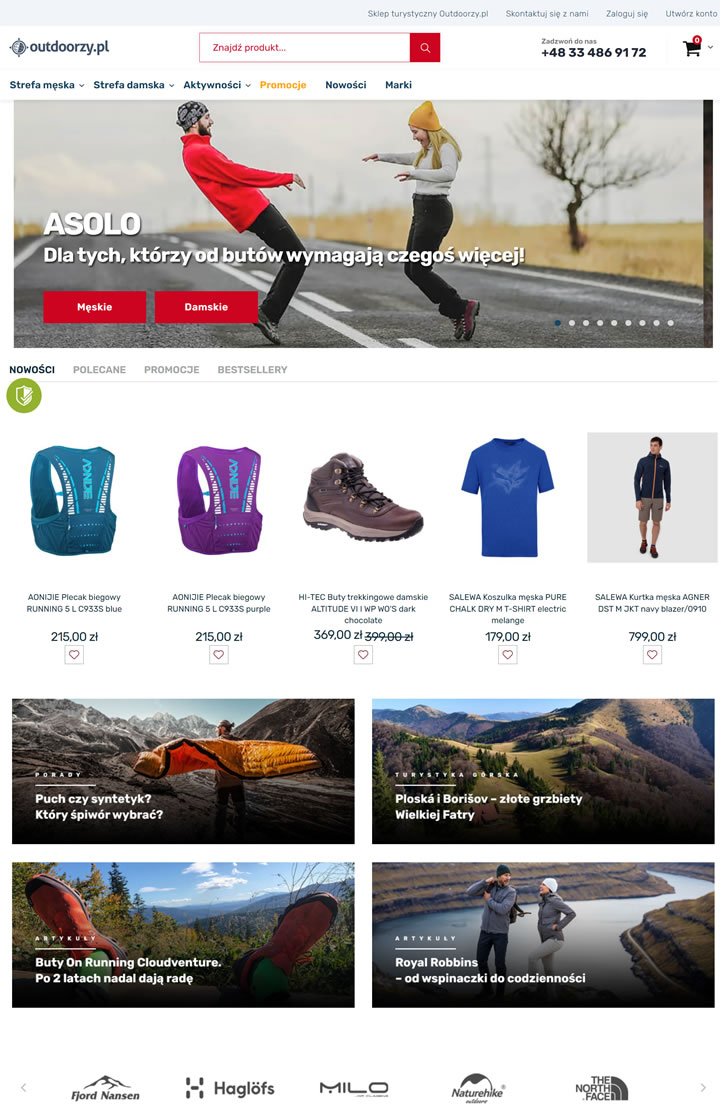 Sklep turystyczny Outdoorzy.pl Skontaktuj się z nami Zaloguj się Utwórz konto
outdoorzy.pl
Znajdź produkt...
Zadzwoń do nas
+48 33 486 91 72
0
Strefa męska Strefa damska Aktywności Promocje Nowości Marki
ASOLO
Dla tych, którzy od butów wymagają czegoś więcej!
Męskie Damskie
NOWOŚCI POLECANE PROMOCJE BESTSELLERY
AONIJIE
AONIJIE
AONIJIE Plecak biegowy
RUNNING 5 L C933S blue
215,00 zł
AONIJIE Plecak biegowy
RUNNING 5 L C933S purple
215,00 zł
HI-TEC Buty trekkingowe damskie
ALTITUDE VI I WP WO'S dark
chocolate
369,00 zł 399,00 zł
SALEWA Koszulka męska PURE
CHALK DRY M T-SHIRT electric
melange
179,00 zł
SALEWA Kurtka męska AGNER
DST M JKT navy blazer/0910
799,00 zł
PORADY
Puch czy syntetyk?
Który śpiwór wybrać?
TURYSTYKA GÓRSKA
Ploská i Borišov – złote grzbiety
Wielkiej Fatry
ARTYKUŁY
Buty On Running Cloudventure.
Po 2 latach nadal dają radę
ARTYKUŁY
Royal Robbins
– od wspinaczki do codzienności
Fjord Nansen
Haglöfs
MILO
Naturehike
outdoors
THE
NORTH
FACE